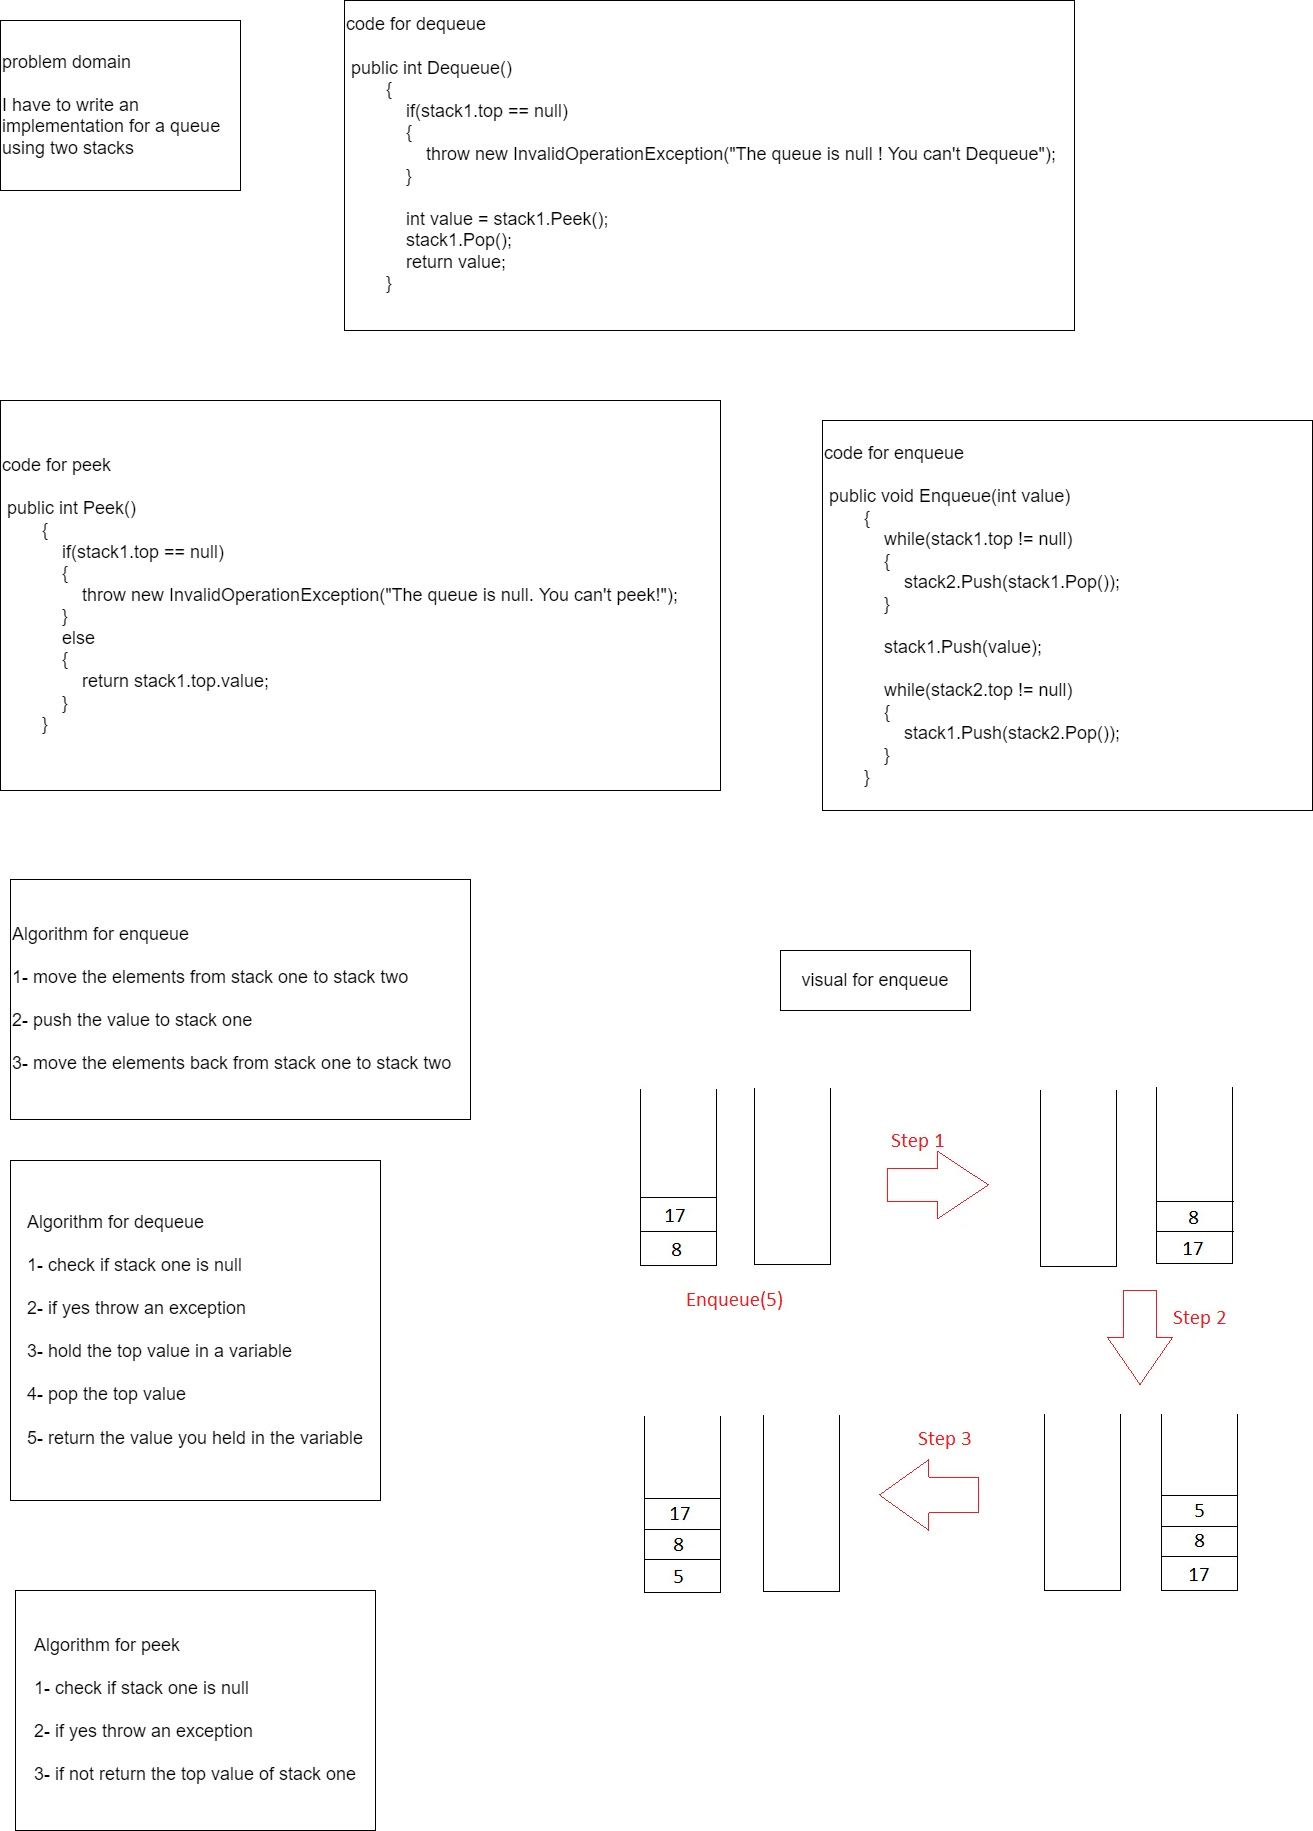 problem domain
I have to write an
implementation for a queue
using two stacks
code for dequeue
public int Dequeue()
{
if(stack1.top == null)
{
throw new InvalidOperationException("The queue is null ! You can't Dequeue");
}
int value = stack1.Peek();
stack1.Pop();
return value;
}
code for peek
public int Peek()
{
if(stack1.top == null)
{
throw new InvalidOperationException("The queue is null. You can't peek!");
}
else
{
return stack1.top.value;
}
}
code for enqueue
public void Enqueue(int value)
{
while(stack1.top != null)
{
stack2.Push(stack1.Pop());
}
stack1.Push(value);
while(stack2.top != null)
{
stack1.Push(stack2.Pop());
}
}
Algorithm for enqueue
1- move the elements from stack one to stack two
2- push the value to stack one
3- move the elements back from stack one to stack two
Algorithm for dequeue
1- check if stack one is null
2- if yes throw an exception
3- hold the top value in a variable
4- pop the top value
5- return the value you held in the variable
Algorithm for peek
1- check if stack one is null
2- if yes throw an exception
3- if not return the top value of stack one
visual for enqueue
17
8
Enqueue(5)
Step 1
8
17
Step 2
5
8
17
Step 3
17
8
5